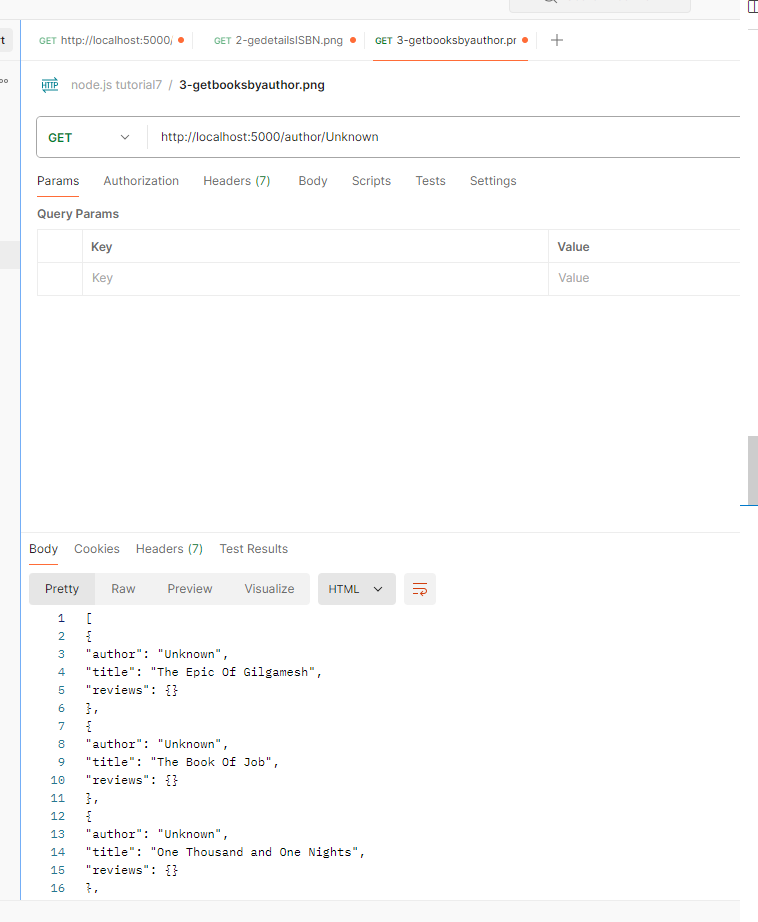 GET http://localhost:5000/ GET 2-gedetailsISBN.png GET 3-getbooksbyauthor.pr
HTTP node.js tutorial7 / 3-getbooksbyauthor.png
GET http://localhost:5000/author/Unknown
Params Authorization Headers (7) Body Scripts Tests Settings
Query Params
Key Value
Key Value
Body Cookies Headers (7) Test Results
Pretty Raw Preview Visualize HTML
1 [
2 {
3 "author": "Unknown",
4 "title": "The Epic Of Gilgamesh",
5 "reviews": {}
6 },
7 {
8 "author": "Unknown",
9 "title": "The Book Of Job",
10 "reviews": {}
11 },
12 {
13 "author": "Unknown",
14 "title": "One Thousand and One Nights",
15 "reviews": {}
16 },